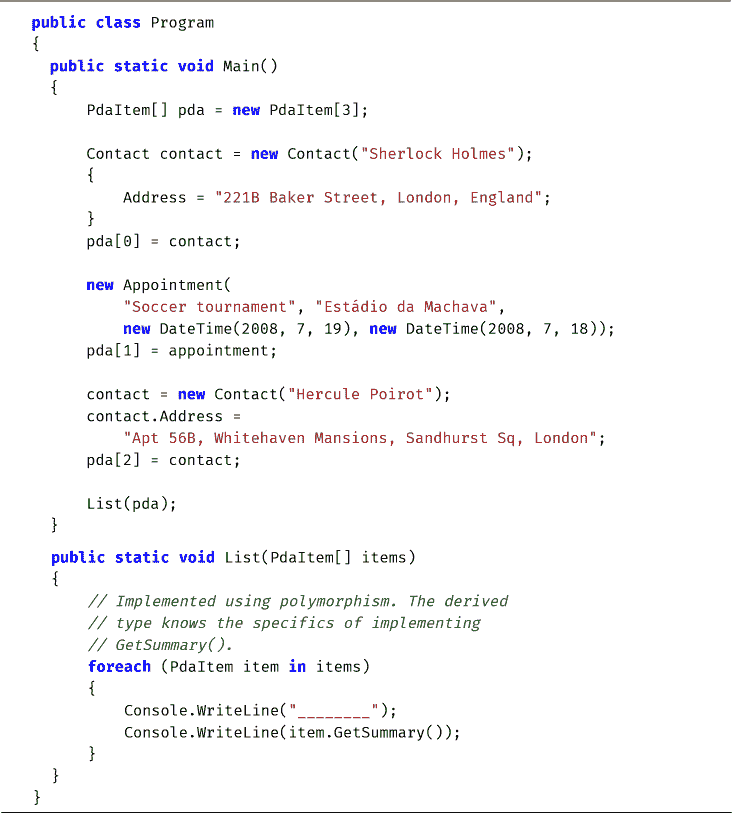 public class Program
{
public static void Main()
{
PdaItem[] pda = new PdaItem[3];
Contact contact = new Contact("Sherlock Holmes");
{
Address = "221B Baker Street, London, England";
}
pda[0] = contact;
new Appointment(
"Soccer tournament", "Estádio da Machava",
new DateTime(2008, 7, 19), new DateTime(2008, 7, 18));
pda[1] = appointment;
contact = new Contact("Hercule Poirot");
contact.Address =
"Apt 56B, Whitehaven Mansions, Sandhurst Sq, London";
pda[2] = contact;
List(pda);
}
public static void List(PdaItem[] items)
{
// Implemented using polymorphism. The derived
// type knows the specifics of implementing
// GetSummary().
foreach (PdaItem item in items)
{
Console.WriteLine("________");
Console.WriteLine(item.GetSummary());
}
}
}